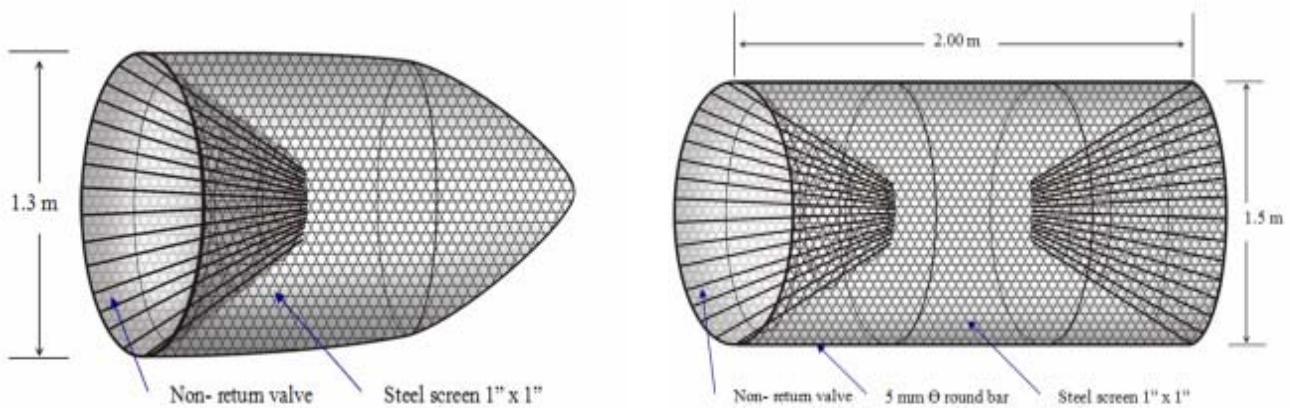 1.3 m
Non- return valve
Steel screen 1” x 1”
2.00 m
1.5 m
Non- return valve
5 mm Θ round bar
Steel screen 1” x 1”